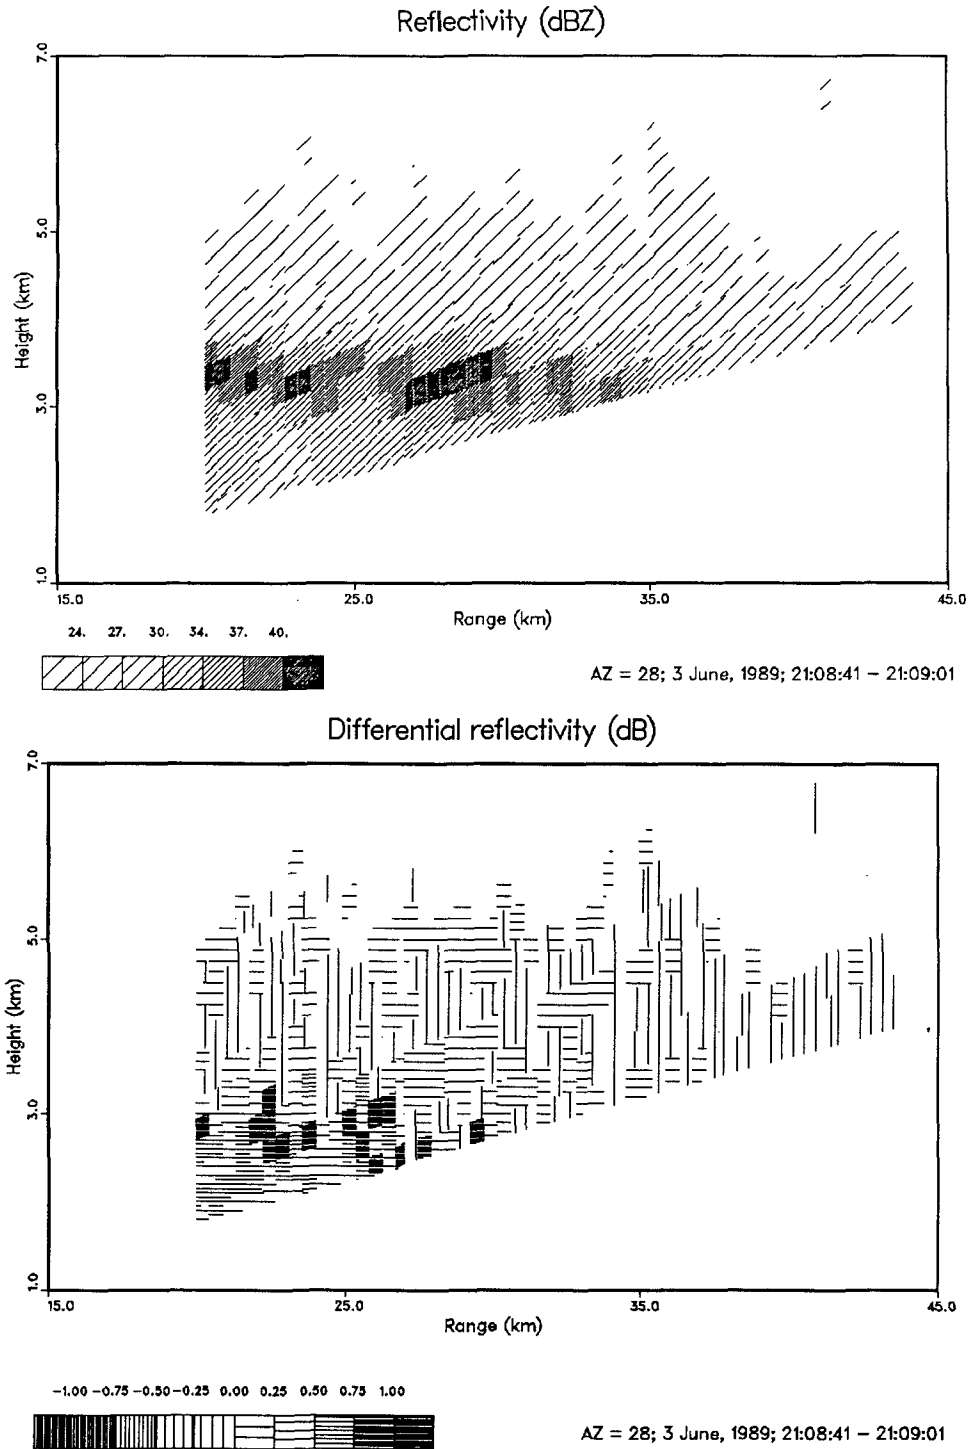 Reflectivity (dBZ)
7.0
5.0
3.0
1.0
Height (km)
15.0 25.0 35.0 45.0
Range (km)
24. 27. 30. 34. 37. 40.
AZ = 28; 3 June, 1989; 21:08:41 – 21:09:01
Differential reflectivity (dB)
7.0
5.0
3.0
1.0
Height (km)
15.0 25.0 35.0 45.0
Range (km)
-1.00 -0.75 -0.50 -0.25 0.00 0.25 0.50 0.75 1.00
AZ = 28; 3 June, 1989; 21:08:41 – 21:09:01